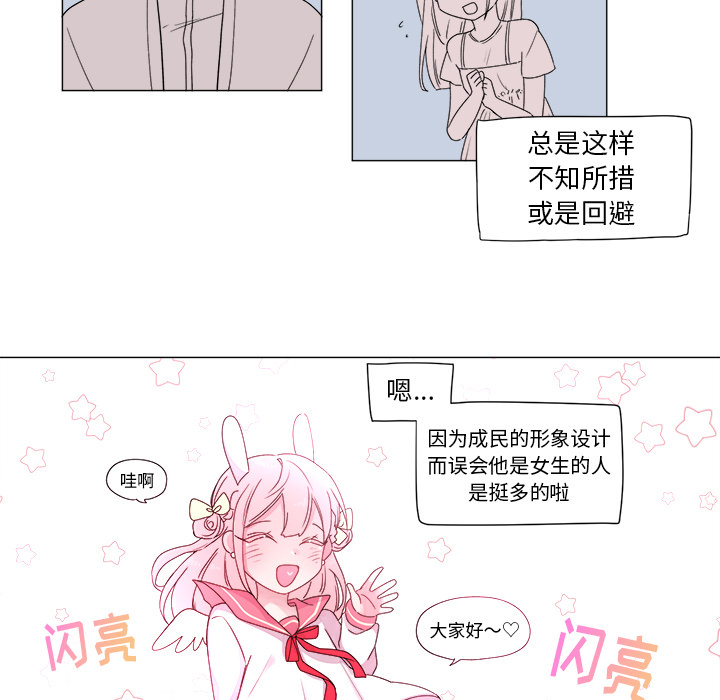 总是这样
不知所措
或是回避
嗯...
因为成民的形象设计
而误会他是女生的人
是挺多的啦
哇啊
大家好～♡
闪亮
闪亮